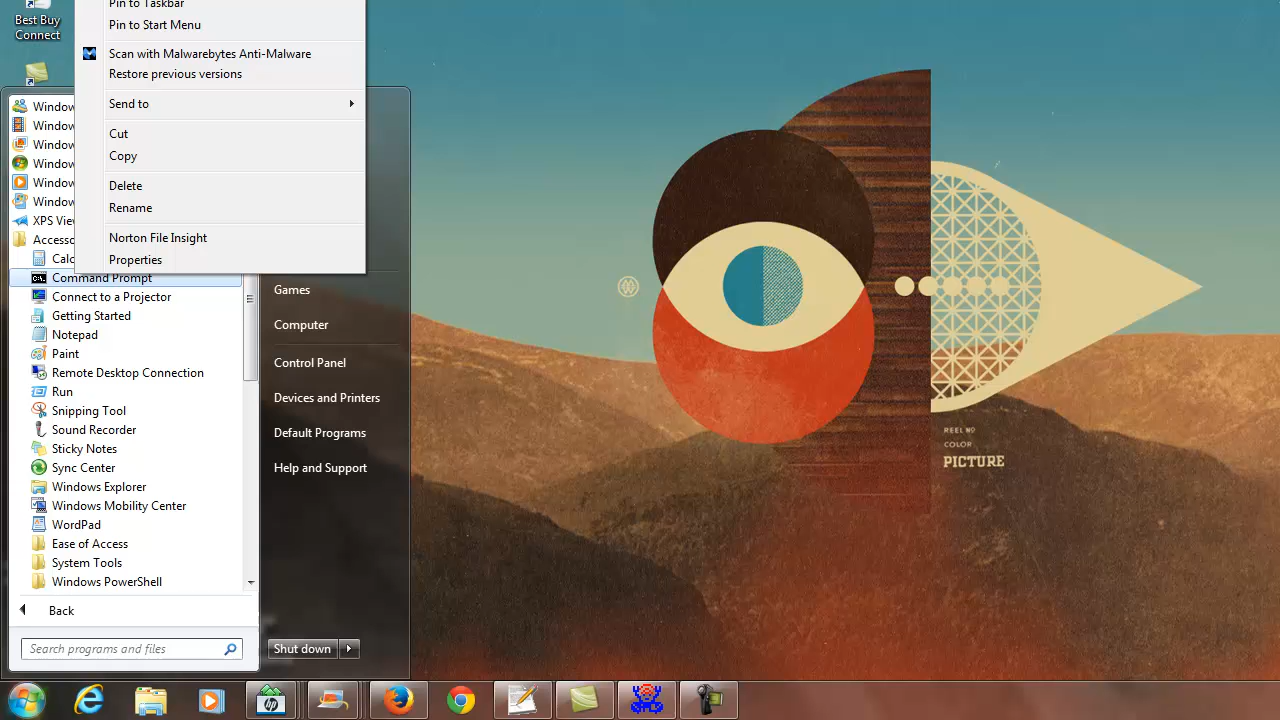 Best Buy
Connect
Pin to Taskbar
Pin to Start Menu
Scan with Malwarebytes Anti-Malware
Restore previous versions
Send to
Cut
Copy
Delete
Rename
Norton File Insight
Properties
Window
Window
Window
Window
Window
Window
XPS View
Accesso
Calc
Command Prompt
Connect to a Projector
Getting Started
Notepad
Paint
Remote Desktop Connection
Run
Snipping Tool
Sound Recorder
Sticky Notes
Sync Center
Windows Explorer
Windows Mobility Center
WordPad
Ease of Access
System Tools
Windows PowerShell
Back
Search programs and files
Games
Computer
Control Panel
Devices and Printers
Default Programs
Help and Support
Shut down
REEL NO
COLOR
PICTURE
hp